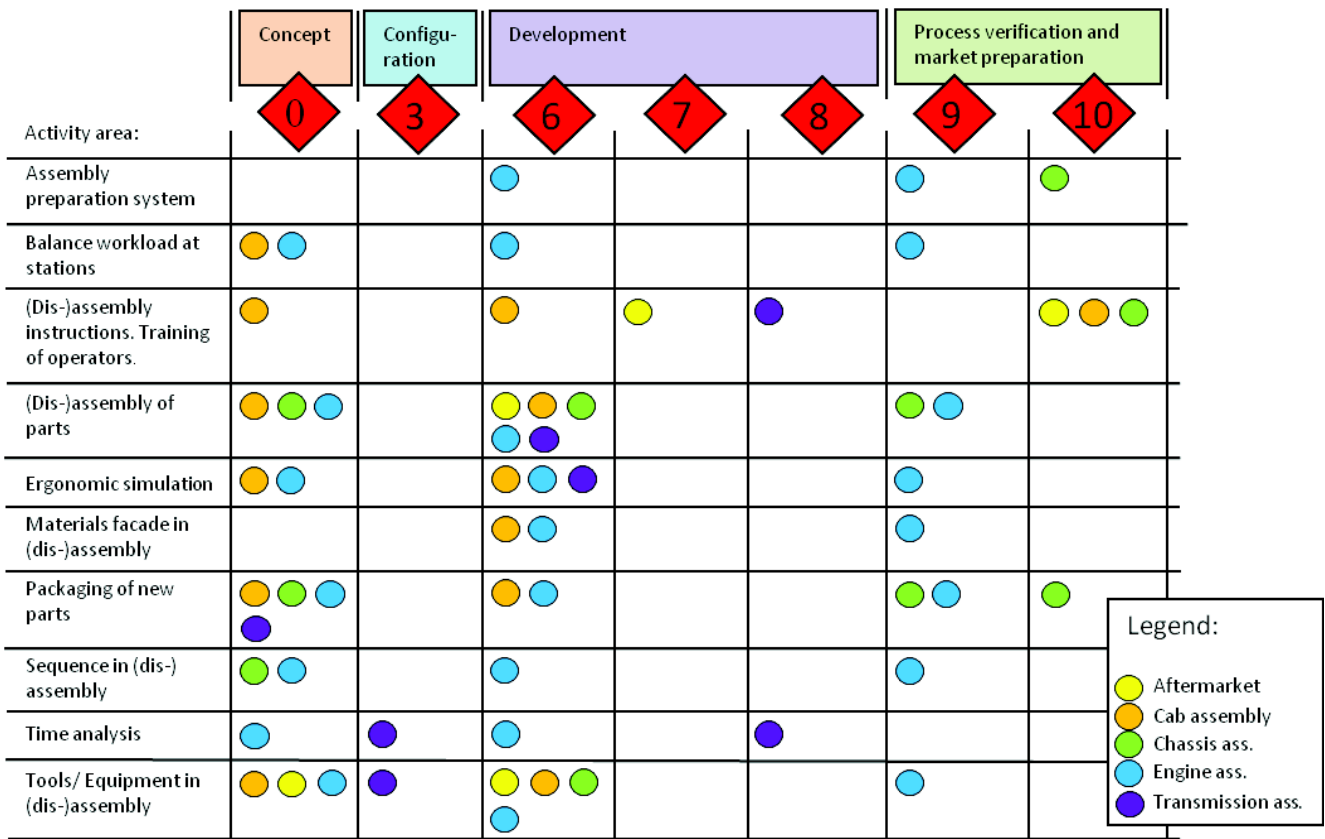 Concept
Configu-
ration
Development
Process verification and
market preparation
0
3
6
7
8
9
10
Activity area:
Assembly
preparation system
Balance workload at
stations
(Dis-)assembly
instructions. Training
of operators.
(Dis-)assembly of
parts
Ergonomic simulation
Materials facade in
(dis-)assembly
Packaging of new
parts
Sequence in (dis-)
assembly
Time analysis
Tools/ Equipment in
(dis-)assembly
Legend:
Aftermarket
Cab assembly
Chassis ass.
Engine ass.
Transmission ass.